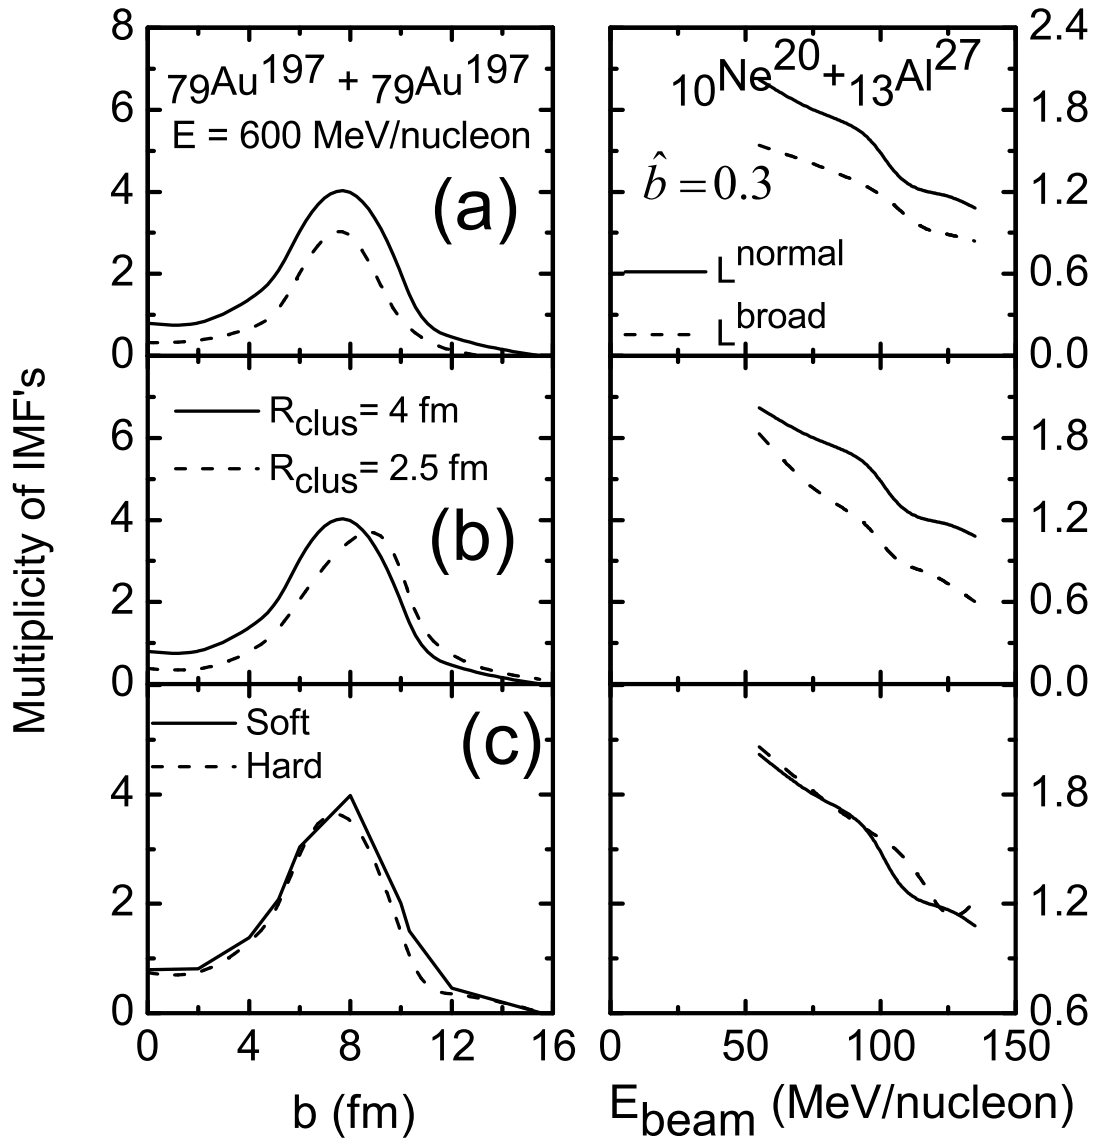 Multiplicity of IMF's
8
6
4
2
0
79Au197 + 79Au197
E = 600 MeV/nucleon
(a)
10Ne20+13Al27
b̂ = 0.3
Lnormal
Lbroad
2.4
1.8
1.2
0.6
0.0
6
4
2
0
Rclus= 4 fm
Rclus= 2.5 fm
(b)
1.8
1.2
0.6
0.0
4
2
0
Soft
Hard
(c)
1.8
1.2
0.6
0 4 8 12 16
b (fm)
0 50 100 150
Ebeam (MeV/nucleon)